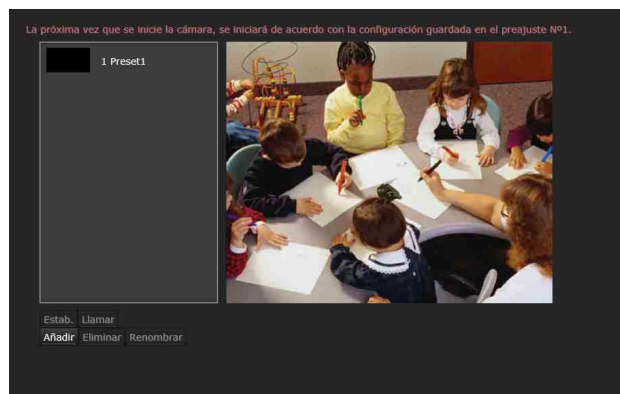 La próxima vez que se inicie la cámara, se iniciará de acuerdo con la configuración guardada en el preajuste Nº1.
1 Preset1
Estab. Llamar
Añadir Eliminar Renombrar